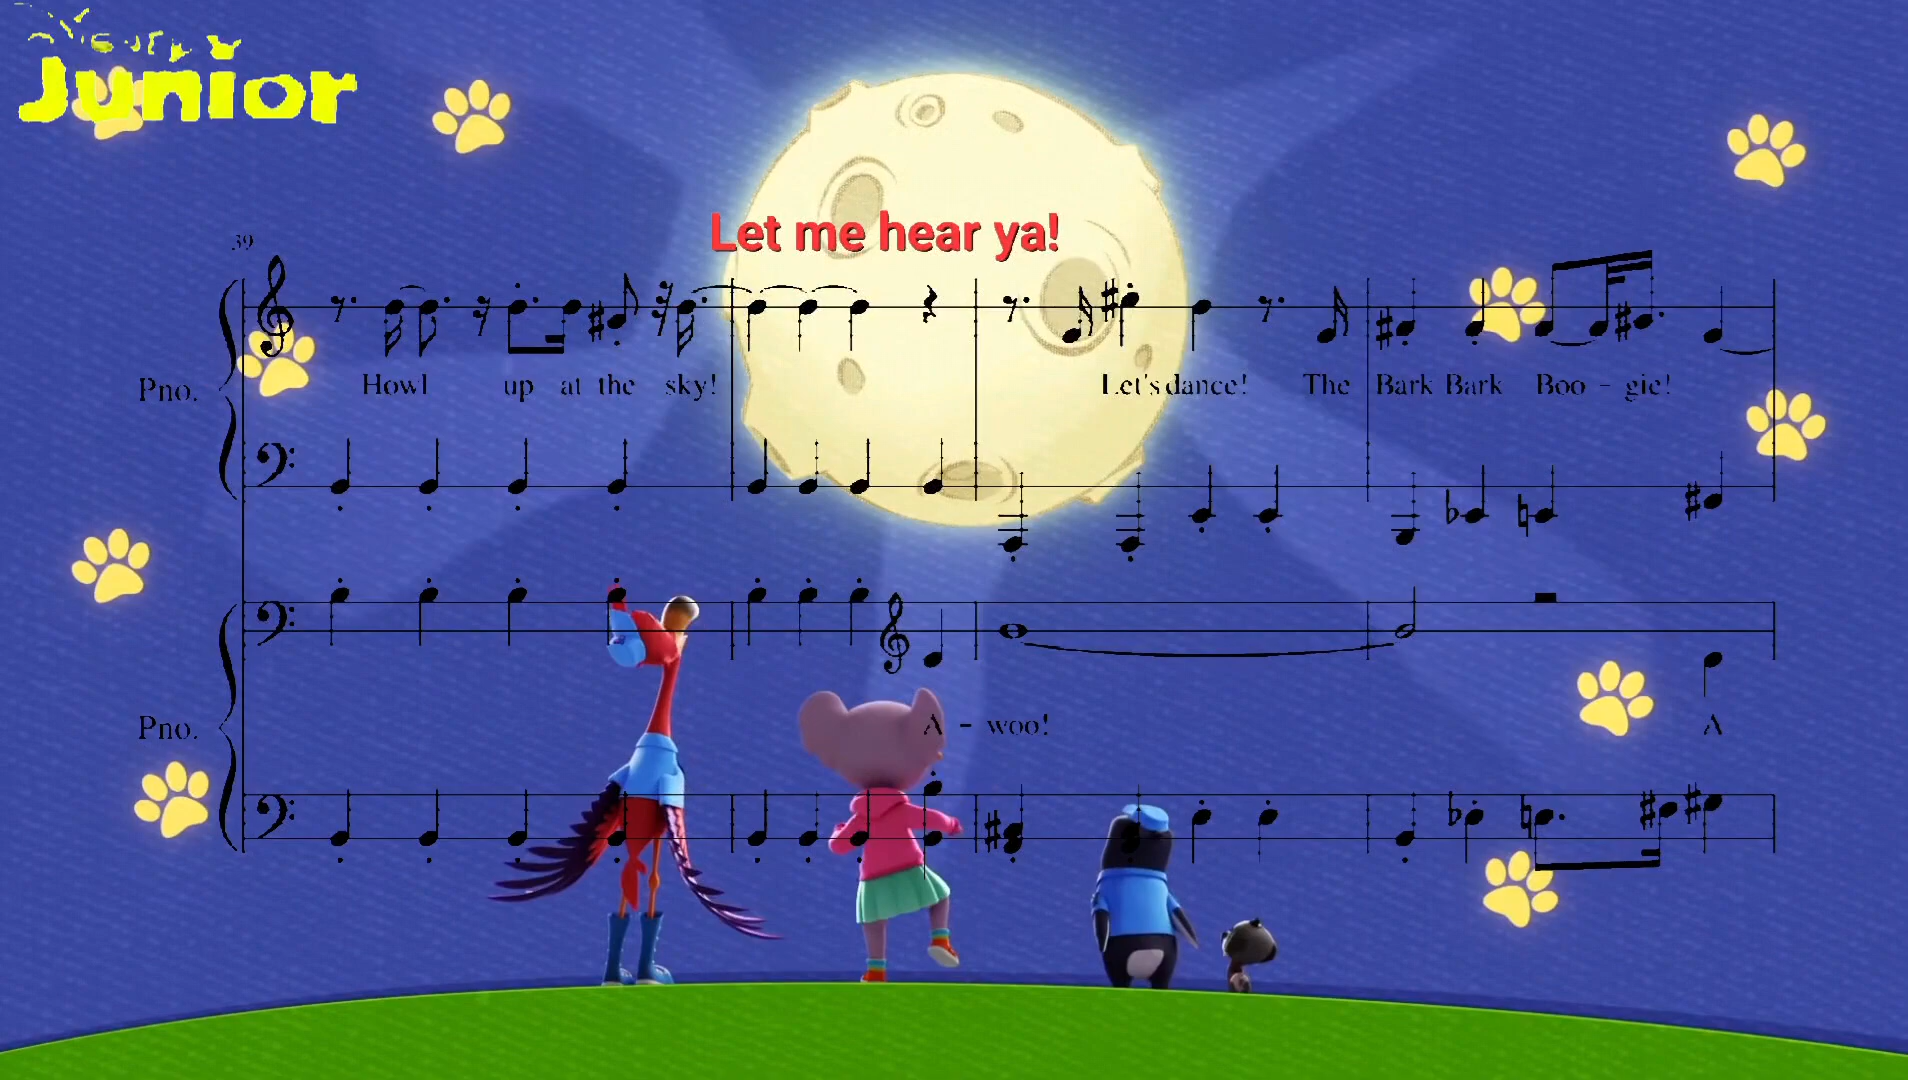 Junior
Let me hear ya!
39
Pno.
Howl up at the sky! Let's dance! The Bark Bark Boo - gie!
Pno.
A - woo! A